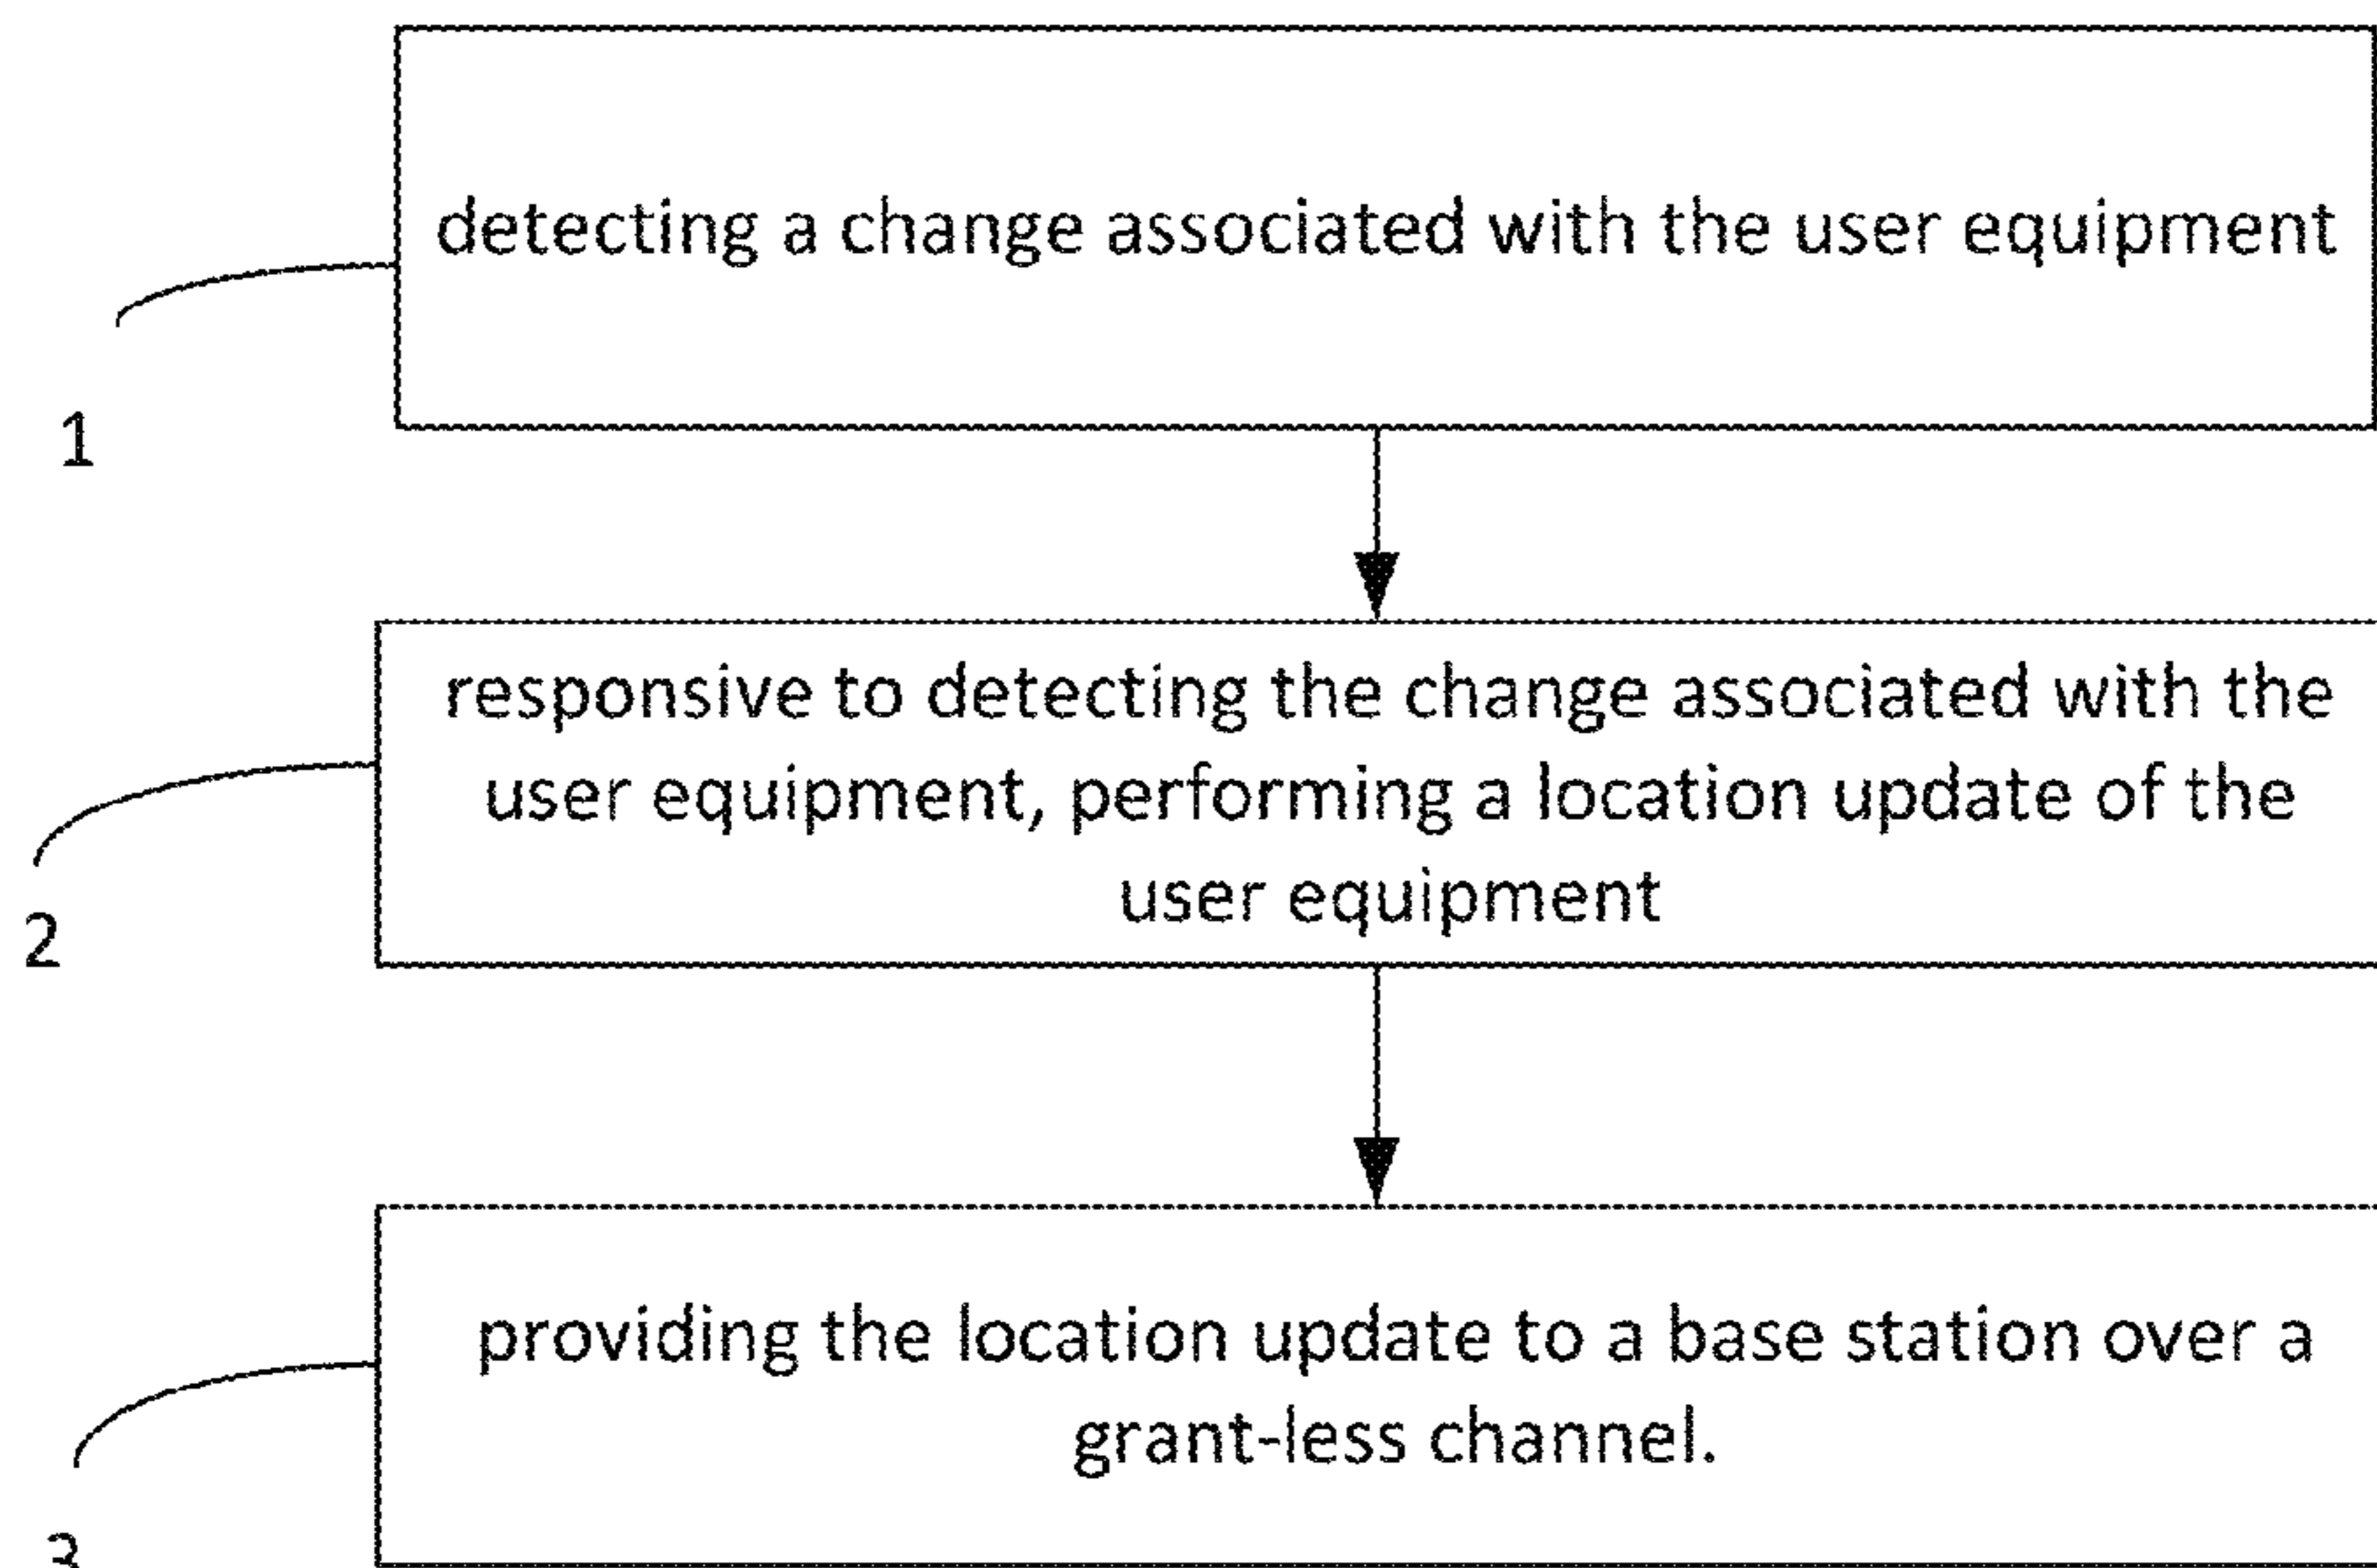 detecting a change associated with the user equipment
1
responsive to detecting the change associated with the
user equipment, performing a location update of the
user equipment
2
providing the location update to a base station over a
grant-less channel.
3